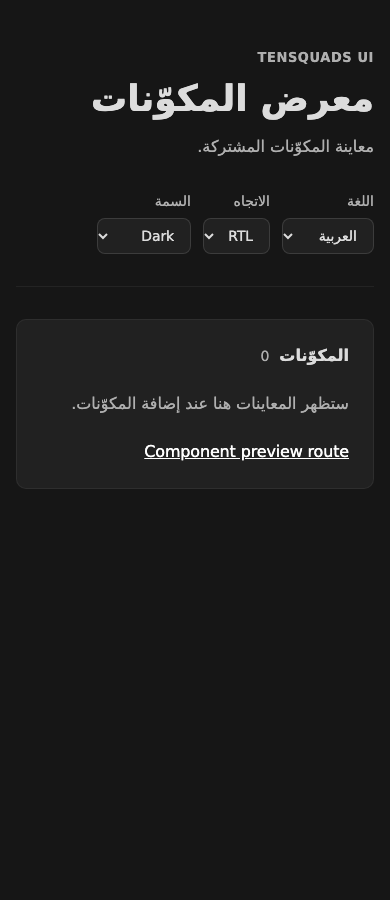 TENSQUADS UI
معرض المكوّنات
معاينة المكوّنات المشتركة.
اللغة الاتجاه السمة
العربية RTL Dark
المكوّنات 0
ستظهر المعاينات هنا عند إضافة المكوّنات.
Component preview route